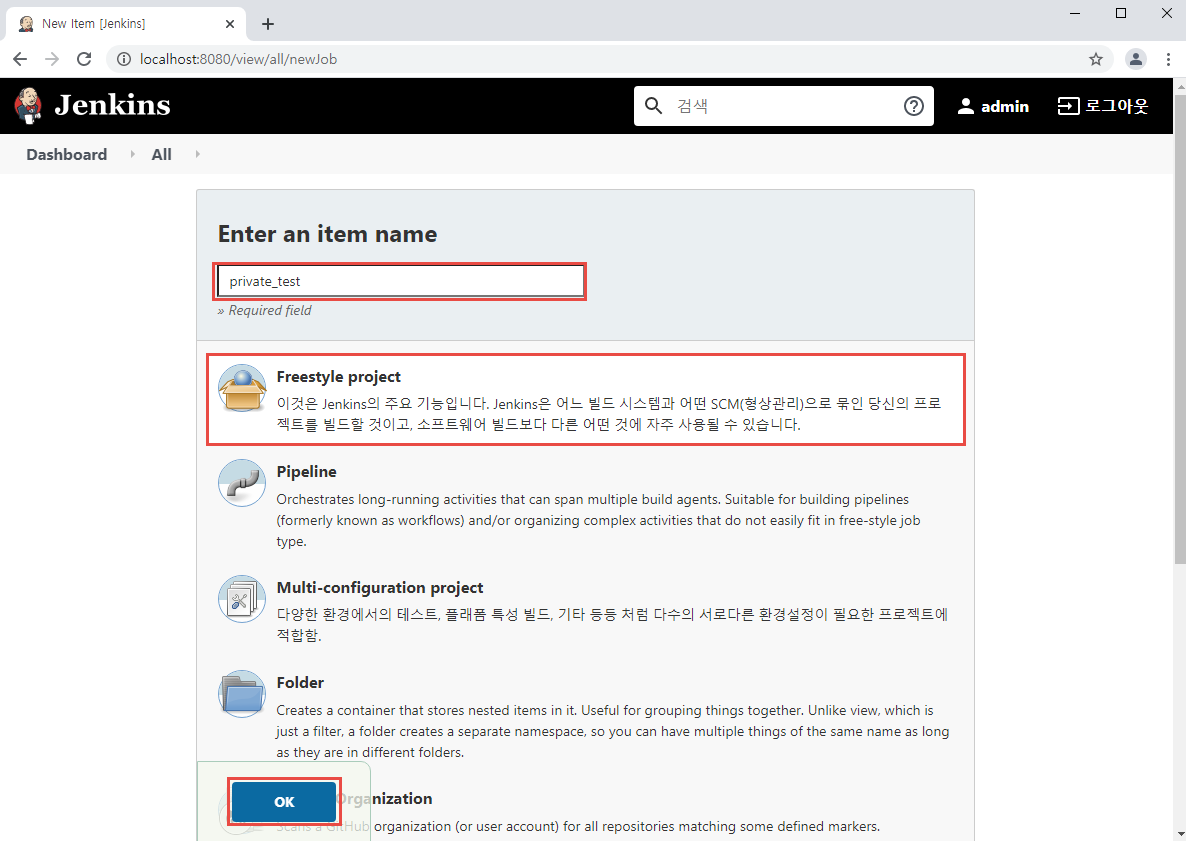 New Item [Jenkins]
localhost:8080/view/all/newJob
Jenkins
검색
admin
로그아웃
Dashboard
All
Enter an item name
private_test
» Required field
Freestyle project
이것은 Jenkins의 주요 기능입니다. Jenkins은 어느 빌드 시스템과 어떤 SCM(형상관리)으로 묶인 당신의 프로
젝트를 빌드할 것이고, 소프트웨어 빌드보다 다른 어떤 것에 자주 사용될 수 있습니다.
Pipeline
Orchestrates long-running activities that can span multiple build agents. Suitable for building pipelines
(formerly known as workflows) and/or organizing complex activities that do not easily fit in free-style job
type.
Multi-configuration project
다양한 환경에서의 테스트, 플래폼 특성 빌드, 기타 등등 처럼 다수의 서로다른 환경설정이 필요한 프로젝트에
적합함.
Folder
Creates a container that stores nested items in it. Useful for grouping things together. Unlike view, which is
just a filter, a folder creates a separate namespace, so you can have multiple things of the same name as long
as they are in different folders.
OK
Organization
Scans a GitHub organization (or user account) for all repositories matching some defined markers.